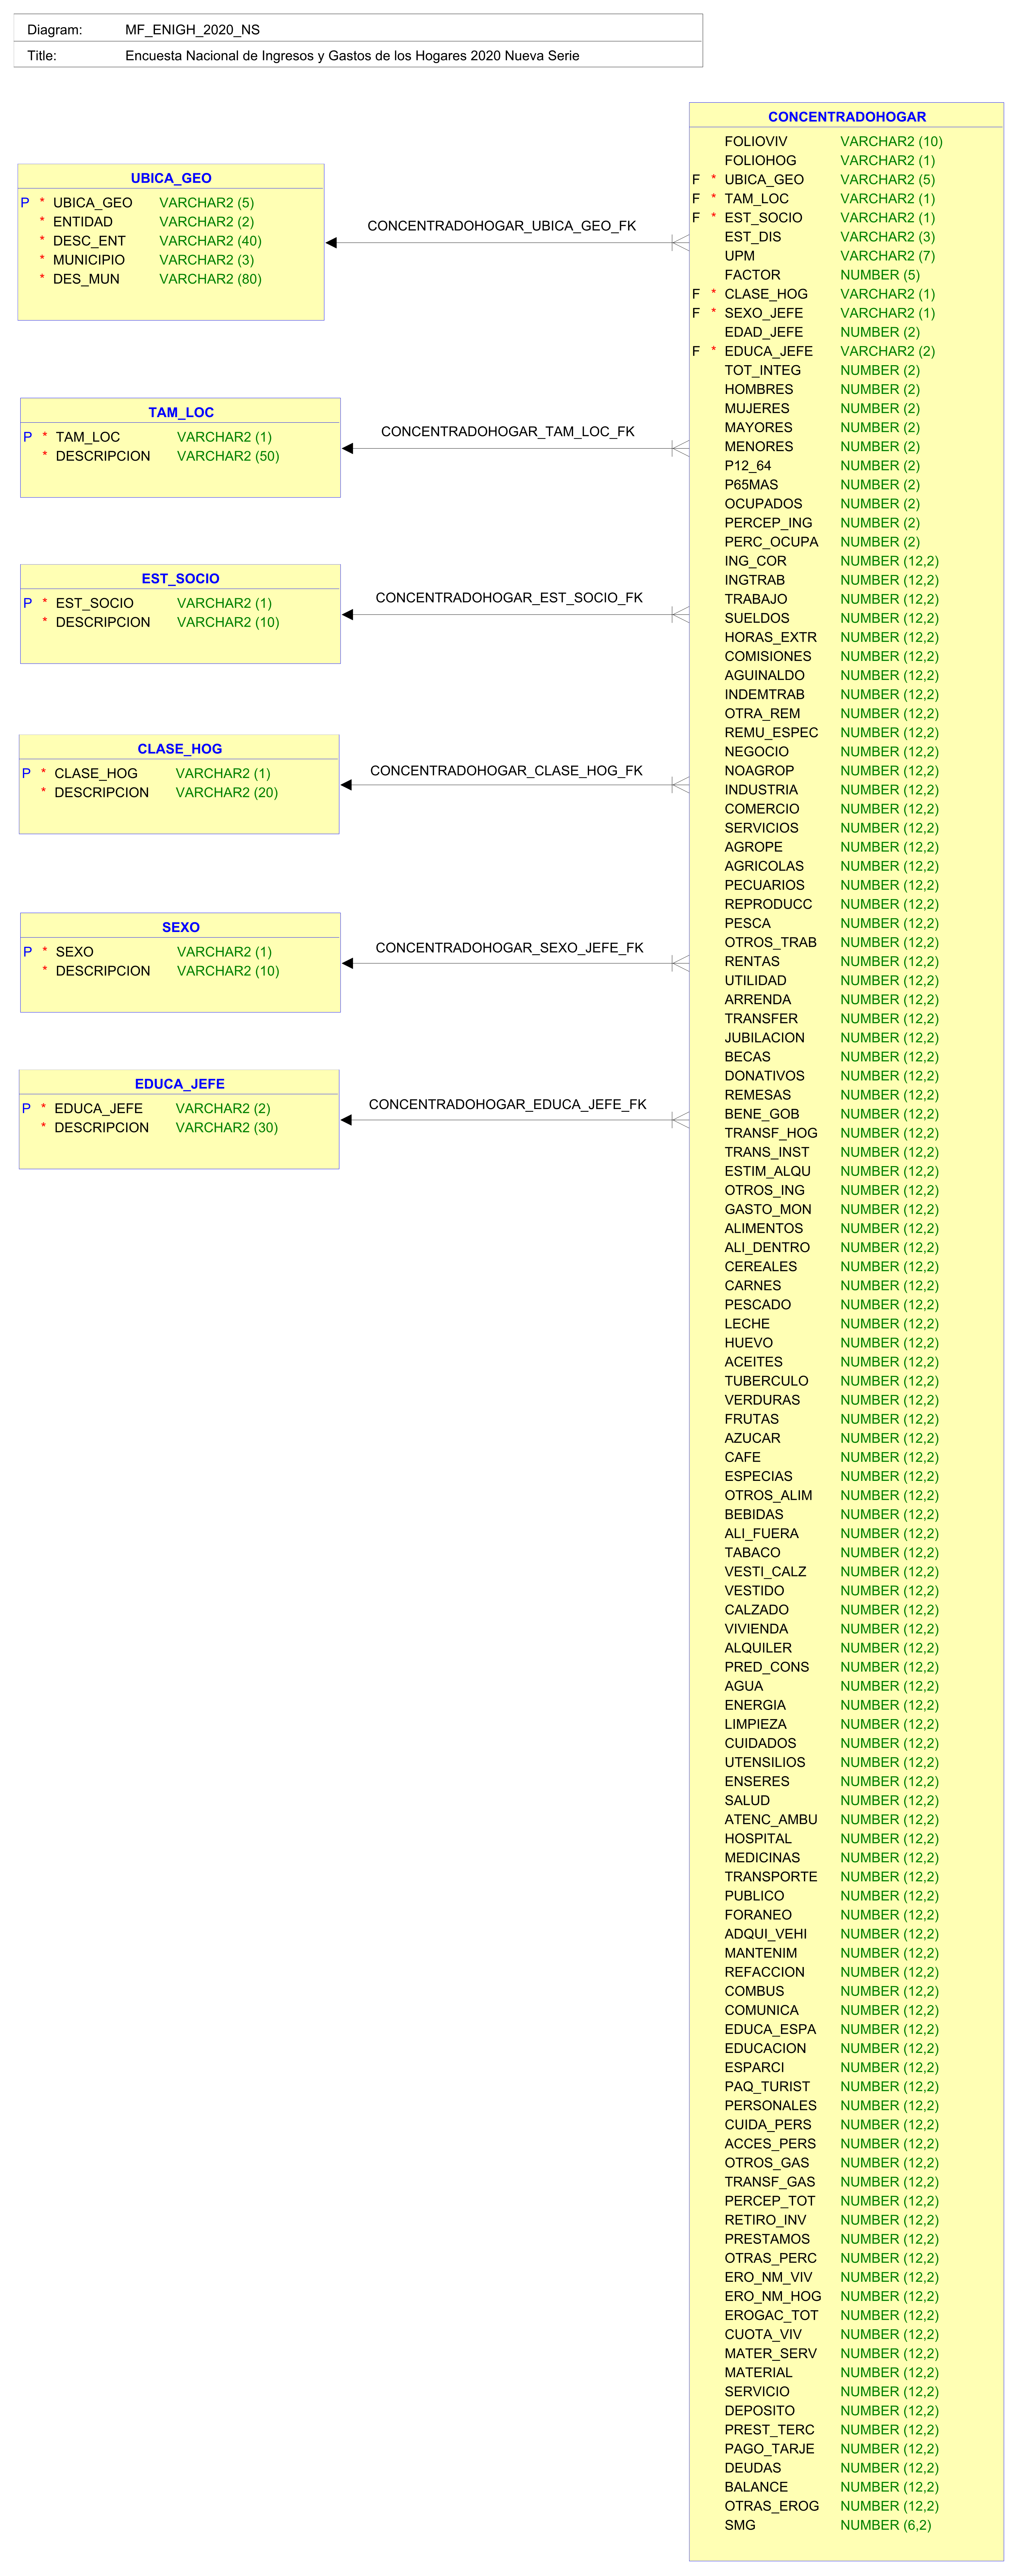 Diagram: MF_ENIGH_2020_NS
Title: Encuesta Nacional de Ingresos y Gastos de los Hogares 2020 Nueva Serie
UBICA_GEO
P * UBICA_GEO VARCHAR2 (5)
* ENTIDAD VARCHAR2 (2)
* DESC_ENT VARCHAR2 (40)
* MUNICIPIO VARCHAR2 (3)
* DES_MUN VARCHAR2 (80)
CONCENTRADOHOGAR_UBICA_GEO_FK
TAM_LOC
P * TAM_LOC VARCHAR2 (1)
* DESCRIPCION VARCHAR2 (50)
CONCENTRADOHOGAR_TAM_LOC_FK
EST_SOCIO
P * EST_SOCIO VARCHAR2 (1)
* DESCRIPCION VARCHAR2 (10)
CONCENTRADOHOGAR_EST_SOCIO_FK
CLASE_HOG
P * CLASE_HOG VARCHAR2 (1)
* DESCRIPCION VARCHAR2 (20)
CONCENTRADOHOGAR_CLASE_HOG_FK
SEXO
P * SEXO VARCHAR2 (1)
* DESCRIPCION VARCHAR2 (10)
CONCENTRADOHOGAR_SEXO_JEFE_FK
EDUCA_JEFE
P * EDUCA_JEFE VARCHAR2 (2)
* DESCRIPCION VARCHAR2 (30)
CONCENTRADOHOGAR_EDUCA_JEFE_FK
CONCENTRADOHOGAR
FOLIOVIV VARCHAR2 (10)
FOLIOHOG VARCHAR2 (1)
F * UBICA_GEO VARCHAR2 (5)
F * TAM_LOC VARCHAR2 (1)
F * EST_SOCIO VARCHAR2 (1)
EST_DIS VARCHAR2 (3)
UPM VARCHAR2 (7)
FACTOR NUMBER (5)
F * CLASE_HOG VARCHAR2 (1)
F * SEXO_JEFE VARCHAR2 (1)
EDAD_JEFE NUMBER (2)
F * EDUCA_JEFE VARCHAR2 (2)
TOT_INTEG NUMBER (2)
HOMBRES NUMBER (2)
MUJERES NUMBER (2)
MAYORES NUMBER (2)
MENORES NUMBER (2)
P12_64 NUMBER (2)
P65MAS NUMBER (2)
OCUPADOS NUMBER (2)
PERCEP_ING NUMBER (2)
PERC_OCUPA NUMBER (2)
ING_COR NUMBER (12,2)
INGTRAB NUMBER (12,2)
TRABAJO NUMBER (12,2)
SUELDOS NUMBER (12,2)
HORAS_EXTR NUMBER (12,2)
COMISIONES NUMBER (12,2)
AGUINALDO NUMBER (12,2)
INDEMTRAB NUMBER (12,2)
OTRA_REM NUMBER (12,2)
REMU_ESPEC NUMBER (12,2)
NEGOCIO NUMBER (12,2)
NOAGROP NUMBER (12,2)
INDUSTRIA NUMBER (12,2)
COMERCIO NUMBER (12,2)
SERVICIOS NUMBER (12,2)
AGROPE NUMBER (12,2)
AGRICOLAS NUMBER (12,2)
PECUARIOS NUMBER (12,2)
REPRODUCC NUMBER (12,2)
PESCA NUMBER (12,2)
OTROS_TRAB NUMBER (12,2)
RENTAS NUMBER (12,2)
UTILIDAD NUMBER (12,2)
ARRENDA NUMBER (12,2)
TRANSFER NUMBER (12,2)
JUBILACION NUMBER (12,2)
BECAS NUMBER (12,2)
DONATIVOS NUMBER (12,2)
REMESAS NUMBER (12,2)
BENE_GOB NUMBER (12,2)
TRANSF_HOG NUMBER (12,2)
TRANS_INST NUMBER (12,2)
ESTIM_ALQU NUMBER (12,2)
OTROS_ING NUMBER (12,2)
GASTO_MON NUMBER (12,2)
ALIMENTOS NUMBER (12,2)
ALI_DENTRO NUMBER (12,2)
CEREALES NUMBER (12,2)
CARNES NUMBER (12,2)
PESCADO NUMBER (12,2)
LECHE NUMBER (12,2)
HUEVO NUMBER (12,2)
ACEITES NUMBER (12,2)
TUBERCULO NUMBER (12,2)
VERDURAS NUMBER (12,2)
FRUTAS NUMBER (12,2)
AZUCAR NUMBER (12,2)
CAFE NUMBER (12,2)
ESPECIAS NUMBER (12,2)
OTROS_ALIM NUMBER (12,2)
BEBIDAS NUMBER (12,2)
ALI_FUERA NUMBER (12,2)
TABACO NUMBER (12,2)
VESTI_CALZ NUMBER (12,2)
VESTIDO NUMBER (12,2)
CALZADO NUMBER (12,2)
VIVIENDA NUMBER (12,2)
ALQUILER NUMBER (12,2)
PRED_CONS NUMBER (12,2)
AGUA NUMBER (12,2)
ENERGIA NUMBER (12,2)
LIMPIEZA NUMBER (12,2)
CUIDADOS NUMBER (12,2)
UTENSILIOS NUMBER (12,2)
ENSERES NUMBER (12,2)
SALUD NUMBER (12,2)
ATENC_AMBU NUMBER (12,2)
HOSPITAL NUMBER (12,2)
MEDICINAS NUMBER (12,2)
TRANSPORTE NUMBER (12,2)
PUBLICO NUMBER (12,2)
FORANEO NUMBER (12,2)
ADQUI_VEHI NUMBER (12,2)
MANTENIM NUMBER (12,2)
REFACCION NUMBER (12,2)
COMBUS NUMBER (12,2)
COMUNICA NUMBER (12,2)
EDUCA_ESPA NUMBER (12,2)
EDUCACION NUMBER (12,2)
ESPARCI NUMBER (12,2)
PAQ_TURIST NUMBER (12,2)
PERSONALES NUMBER (12,2)
CUIDA_PERS NUMBER (12,2)
ACCES_PERS NUMBER (12,2)
OTROS_GAS NUMBER (12,2)
TRANSF_GAS NUMBER (12,2)
PERCEP_TOT NUMBER (12,2)
RETIRO_INV NUMBER (12,2)
PRESTAMOS NUMBER (12,2)
OTRAS_PERC NUMBER (12,2)
ERO_NM_VIV NUMBER (12,2)
ERO_NM_HOG NUMBER (12,2)
EROGAC_TOT NUMBER (12,2)
CUOTA_VIV NUMBER (12,2)
MATER_SERV NUMBER (12,2)
MATERIAL NUMBER (12,2)
SERVICIO NUMBER (12,2)
DEPOSITO NUMBER (12,2)
PREST_TERC NUMBER (12,2)
PAGO_TARJE NUMBER (12,2)
DEUDAS NUMBER (12,2)
BALANCE NUMBER (12,2)
OTRAS_EROG NUMBER (12,2)
SMG NUMBER (6,2)